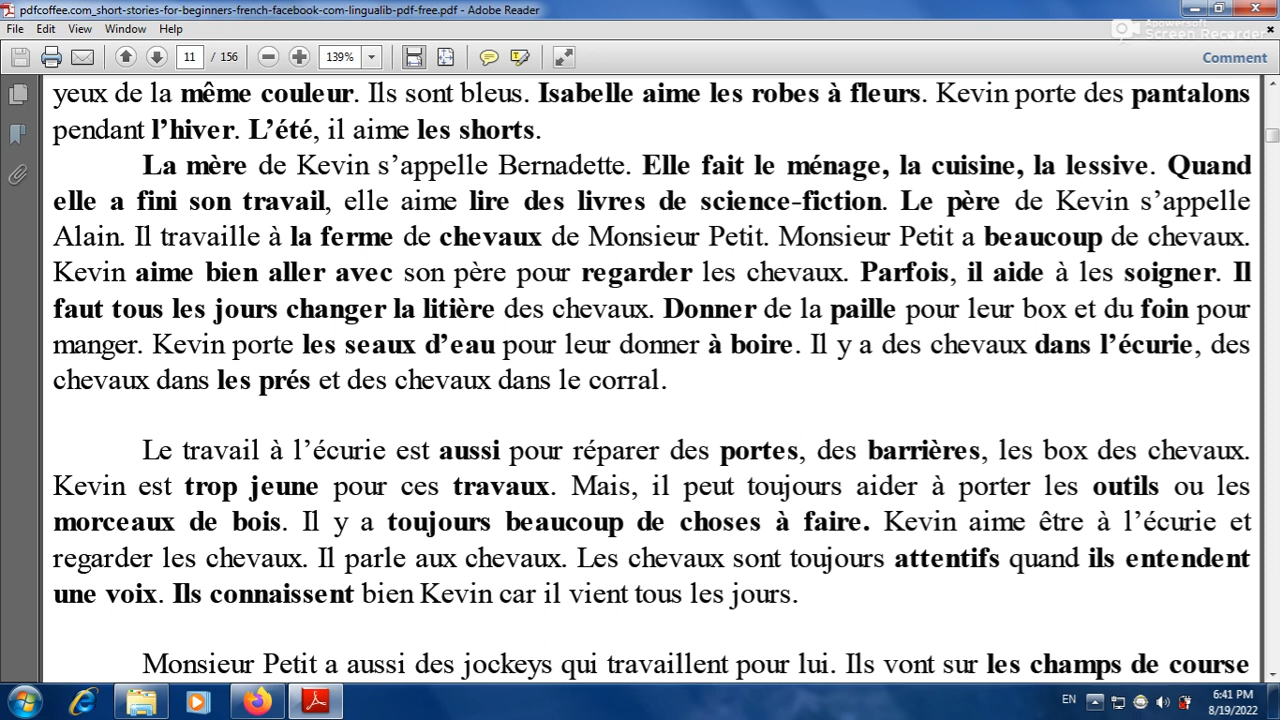 pdfcoffee.com_short-stories-for-beginners-french-facebook-com-lingualib-pdf-free.pdf - Adobe Reader
File Edit View Window Help
Apowersoft
Screen Recorder
11 / 156 139% Comment
yeux de la même couleur. Ils sont bleus. Isabelle aime les robes à fleurs. Kevin porte des pantalons
pendant l’hiver. L’été, il aime les shorts.
La mère de Kevin s’appelle Bernadette. Elle fait le ménage, la cuisine, la lessive. Quand
elle a fini son travail, elle aime lire des livres de science-fiction. Le père de Kevin s’appelle
Alain. Il travaille à la ferme de chevaux de Monsieur Petit. Monsieur Petit a beaucoup de chevaux.
Kevin aime bien aller avec son père pour regarder les chevaux. Parfois, il aide à les soigner. Il
faut tous les jours changer la litière des chevaux. Donner de la paille pour leur box et du foin pour
manger. Kevin porte les seaux d’eau pour leur donner à boire. Il y a des chevaux dans l’écurie, des
chevaux dans les prés et des chevaux dans le corral.
Le travail à l’écurie est aussi pour réparer des portes, des barrières, les box des chevaux.
Kevin est trop jeune pour ces travaux. Mais, il peut toujours aider à porter les outils ou les
morceaux de bois. Il y a toujours beaucoup de choses à faire. Kevin aime être à l’écurie et
regarder les chevaux. Il parle aux chevaux. Les chevaux sont toujours attentifs quand ils entendent
une voix. Ils connaissent bien Kevin car il vient tous les jours.
Monsieur Petit a aussi des jockeys qui travaillent pour lui. Ils vont sur les champs de course
EN 6:41 PM
8/19/2022